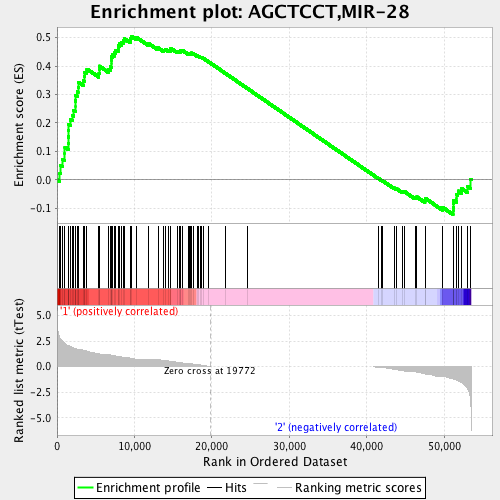 Enrichment plot: AGCTCCT,MIR-28
Enrichment score (ES)
0.5
0.4
0.3
0.2
0.1
0.0
-0.1
'1' (positively correlated)
Ranked list metric (tTest)
5.0
2.5
0.0
-2.5
-5.0
Zero cross at 19772
'2' (negatively correlated)
0
10,000
20,000
30,000
40,000
50,000
Rank in Ordered Dataset
Enrichment profile
Hits
Ranking metric scores